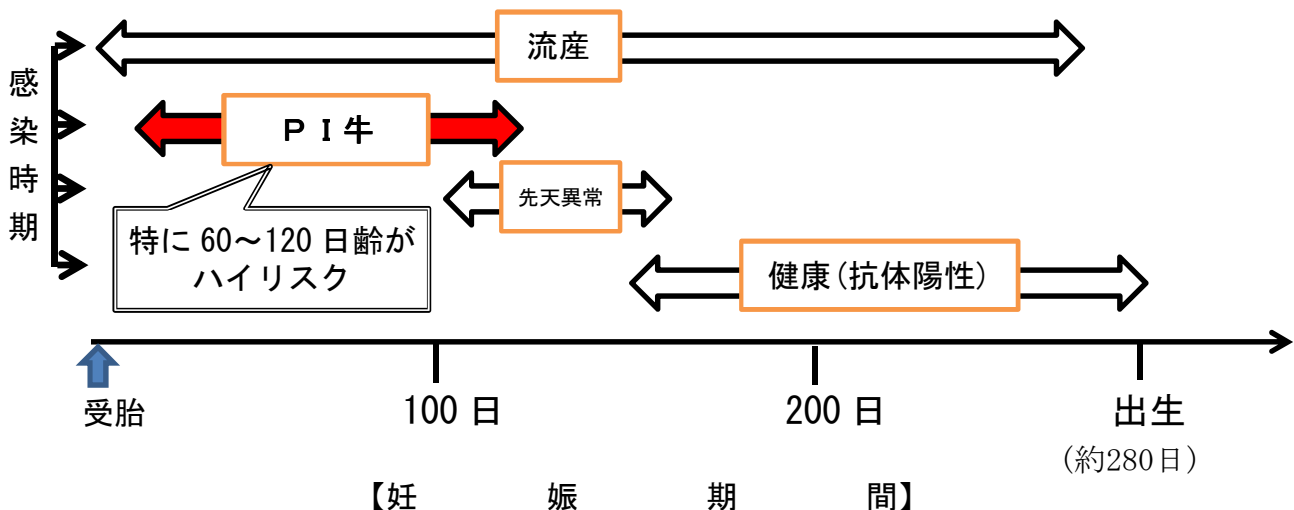 感染時期
流産
ＰＩ牛
先天異常
特に 60～120 日齢が
ハイリスク
健康(抗体陽性)
受胎
100 日
200 日
出生
(約280日)
【妊娠期間】